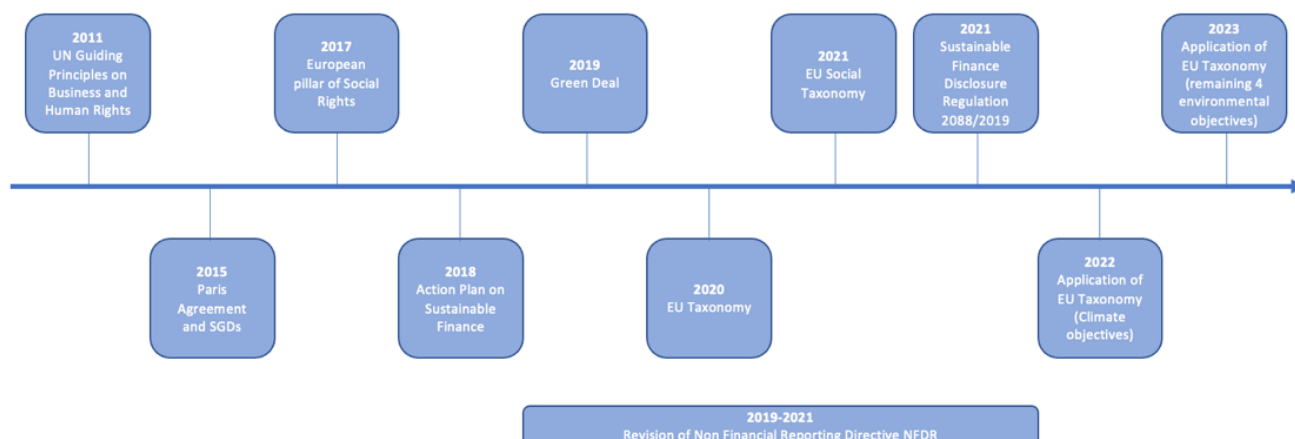 2011
UN Guiding
Principles on
Business and
Human Rights
2015
Paris
Agreement
and SGDs
2017
European
pillar of Social
Rights
2018
Action Plan on
Sustainable
Finance
2019
Green Deal
2020
EU Taxonomy
2021
EU Social
Taxonomy
2021
Sustainable
Finance
Disclosure
Regulation
2088/2019
2022
Application of
EU Taxonomy
(Climate
objectives)
2023
Application of
EU Taxonomy
(remaining 4
environmental
objectives)
2019-2021
Revision of Non Financial Reporting Directive NFDR